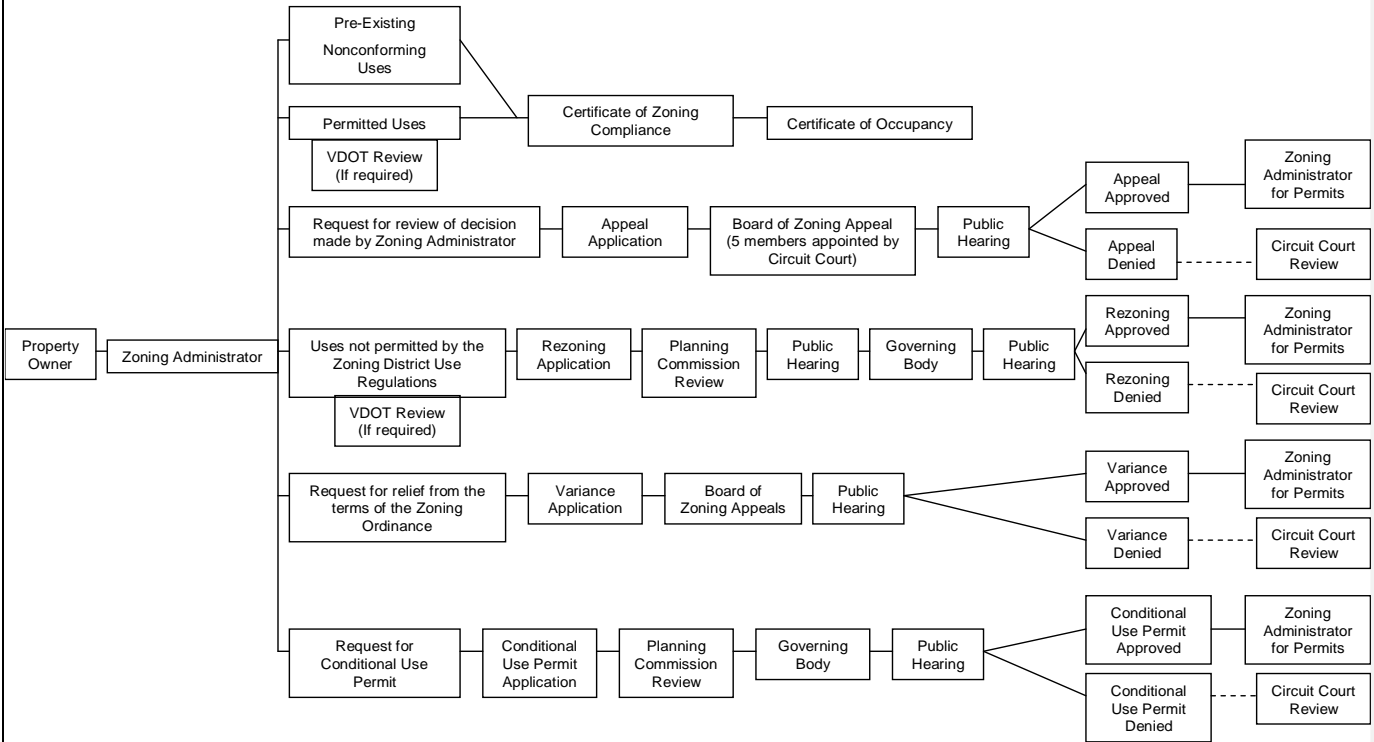 Pre-Existing
Nonconforming
Uses
Permitted Uses
VDOT Review
(If required)
Certificate of Zoning
Compliance
Certificate of Occupancy
Request for review of decision
made by Zoning Administrator
Appeal
Application
Board of Zoning Appeal
(5 members appointed by
Circuit Court)
Public
Hearing
Appeal
Approved
Zoning
Administrator
for Permits
Appeal
Denied
Circuit Court
Review
Property
Owner
Zoning Administrator
Uses not permitted by the
Zoning District Use
Regulations
VDOT Review
(If required)
Rezoning
Application
Planning
Commission
Review
Public
Hearing
Governing
Body
Public
Hearing
Rezoning
Approved
Zoning
Administrator
for Permits
Rezoning
Denied
Circuit Court
Review
Request for relief from the
terms of the Zoning
Ordinance
Variance
Application
Board of
Zoning Appeals
Public
Hearing
Variance
Approved
Zoning
Administrator
for Permits
Variance
Denied
Circuit Court
Review
Request for
Conditional Use
Permit
Conditional
Use Permit
Application
Planning
Commission
Review
Governing
Body
Public
Hearing
Conditional
Use Permit
Approved
Zoning
Administrator
for Permits
Conditional
Use Permit
Denied
Circuit Court
Review